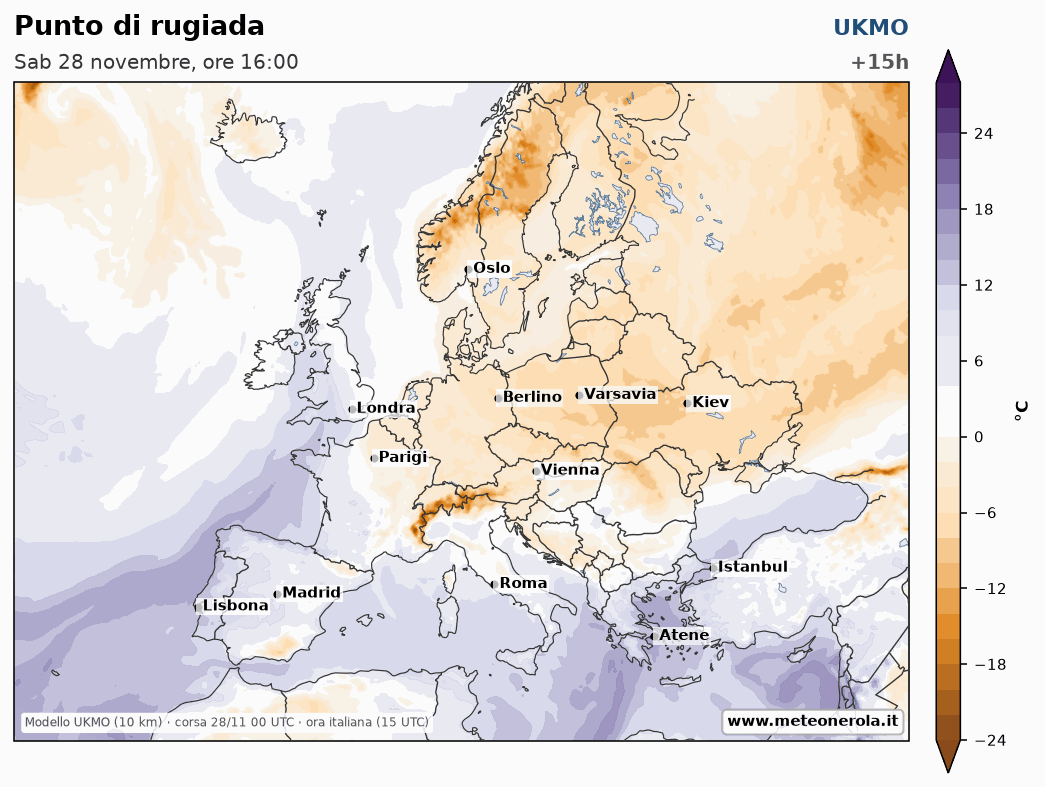 Punto di rugiada
UKMO
Sab 28 novembre, ore 16:00
+15h
24
18
12
6
0
−6
−12
−18
−24
°C
Oslo
Berlino
Varsavia
Kiev
Londra
Parigi
Vienna
Istanbul
Roma
Madrid
Lisbona
Atene
Modello UKMO (10 km) · corsa 28/11 00 UTC · ora italiana (15 UTC)
www.meteonerola.it